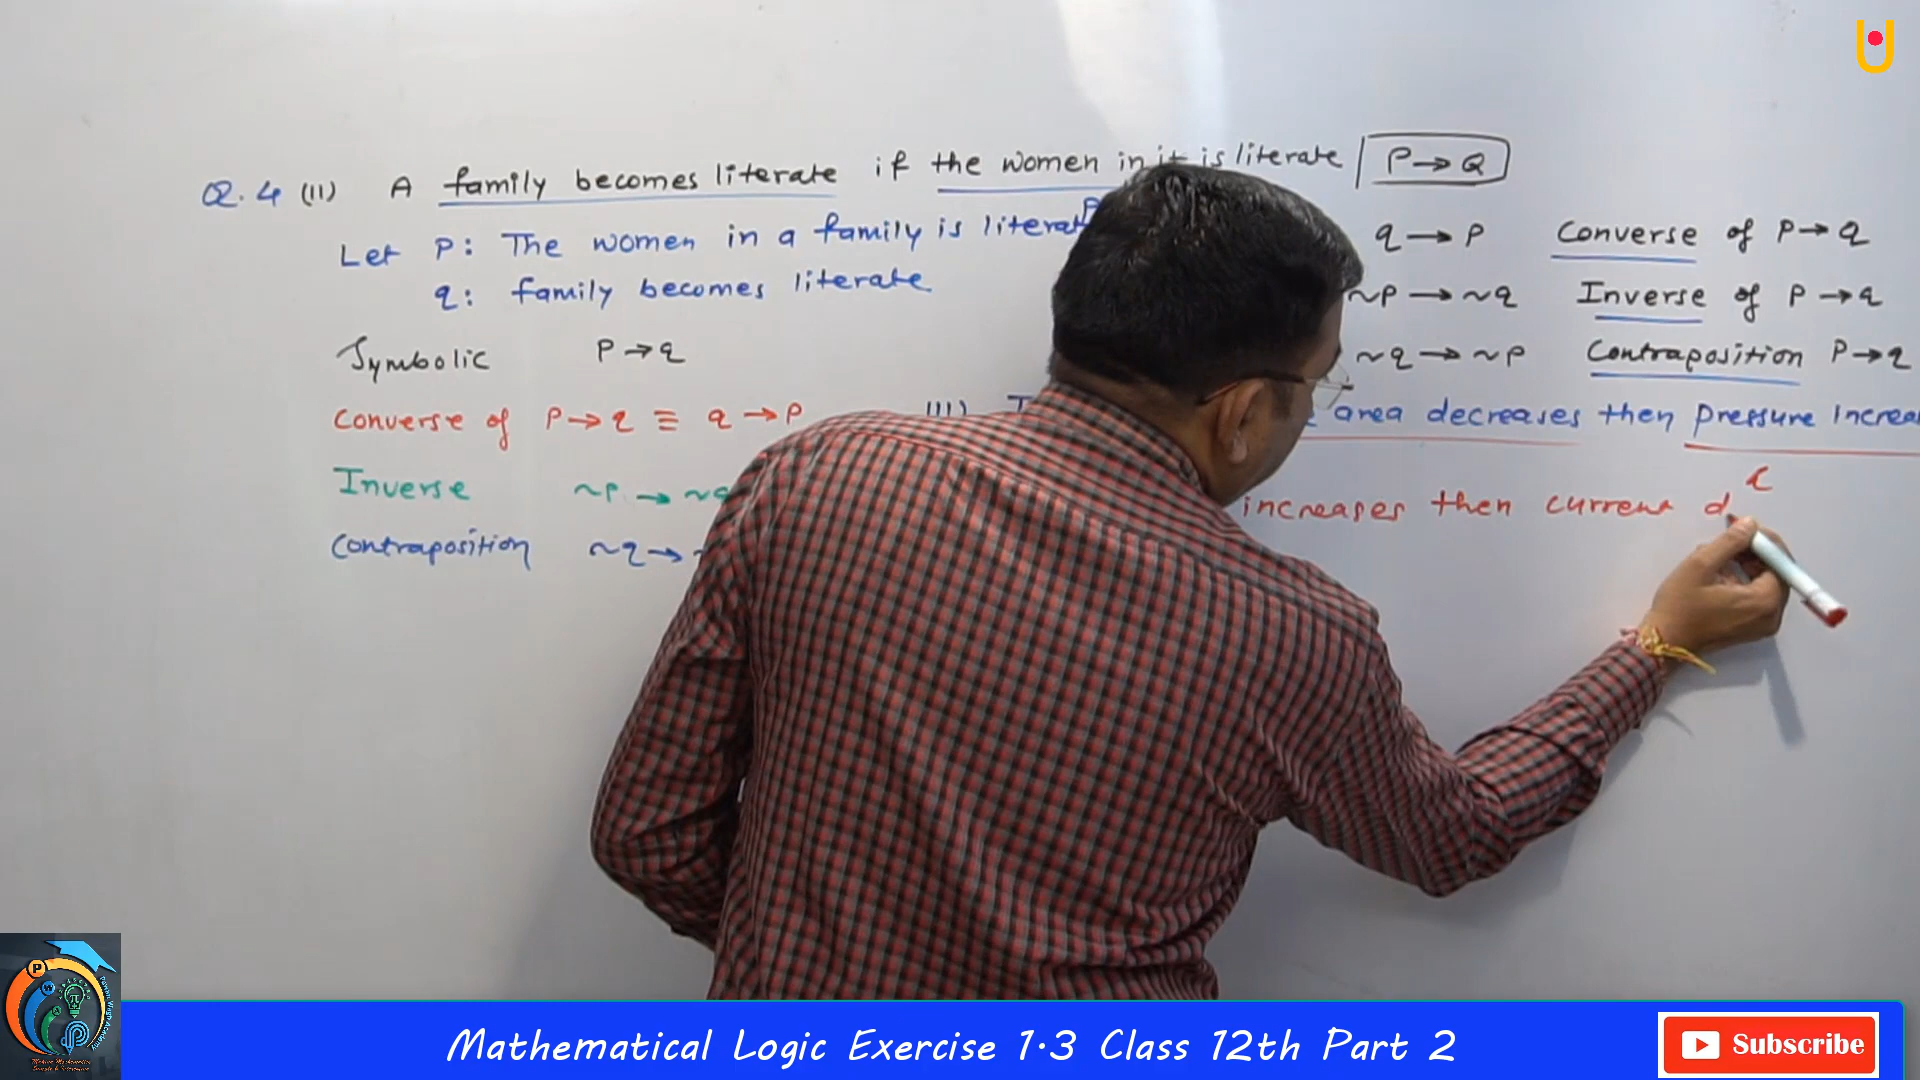 Q.4 (II) A family becomes literate if the women in it is literate P→Q
Let P: The women in a family is literat
q: family becomes literate
Symbolic P→q
Converse of P→q ≡ q→P
Inverse ~P→~q
Contraposition ~q→
q→P Converse of P→q
~P→~q Inverse of P→q
~q→~P Contraposition P→q
(III) area decreases then pressure increa
increases then current d
Mathematical Logic Exercise 1.3 Class 12th Part 2
Subscribe